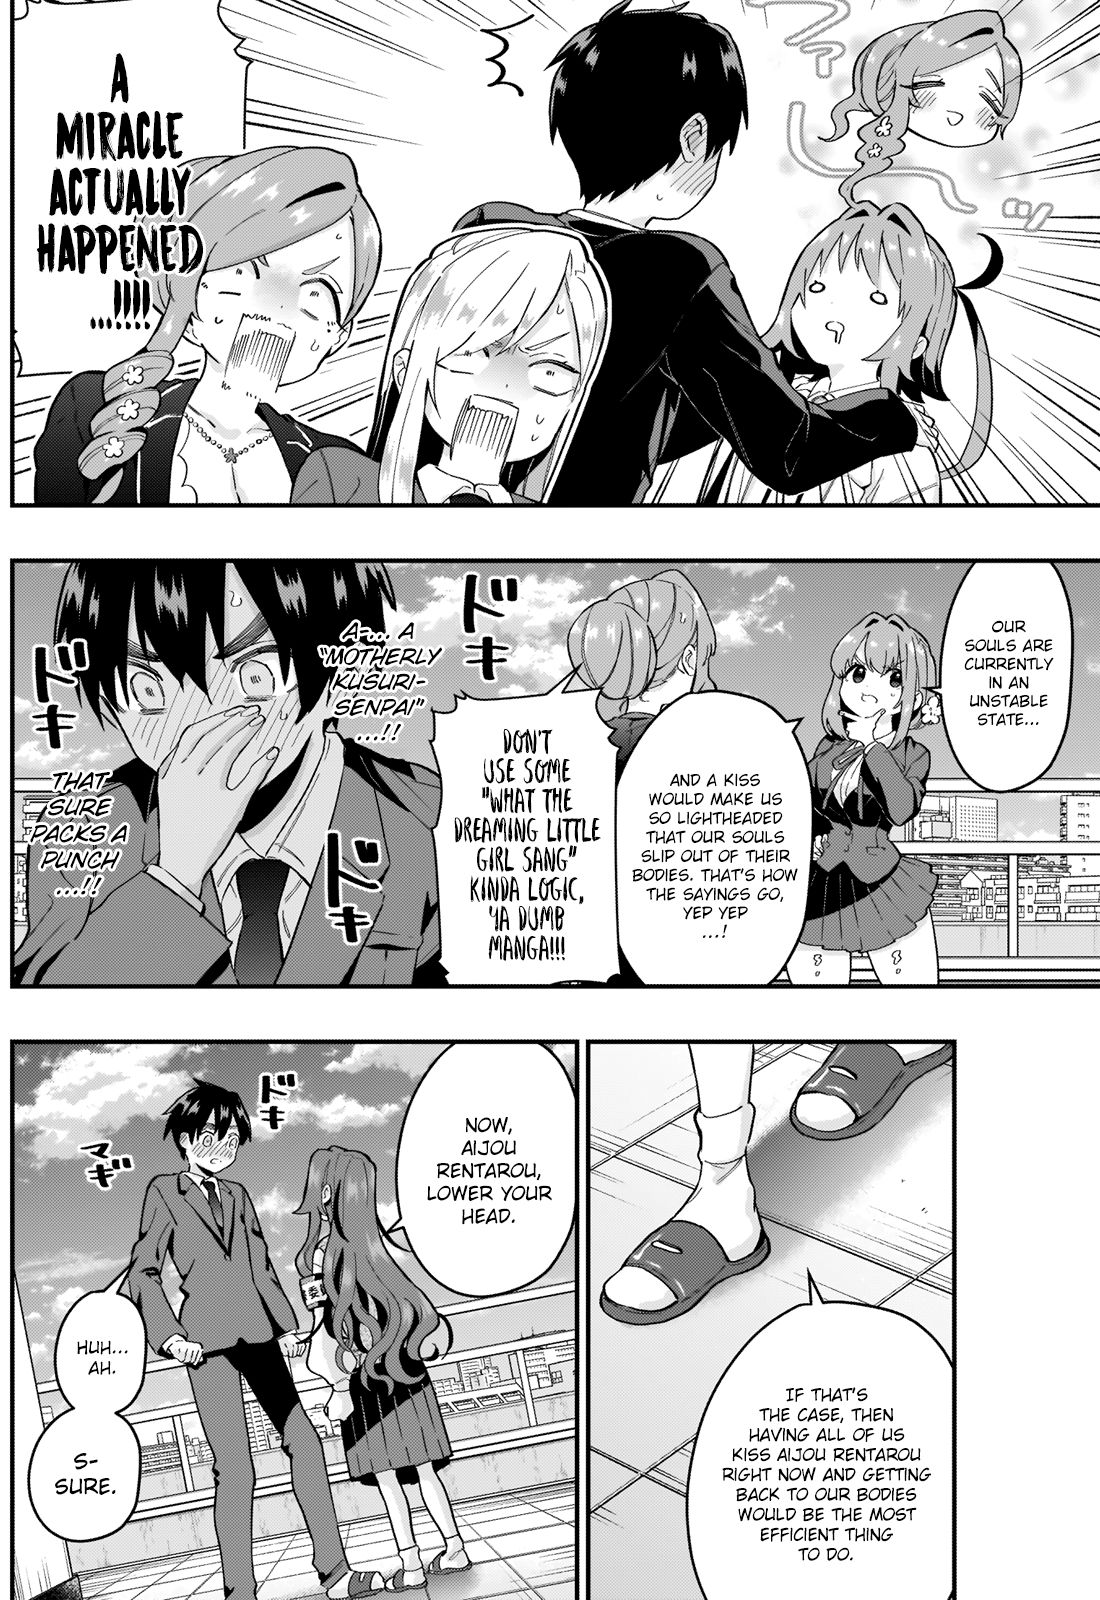 A
MIRACLE
ACTUALLY
HAPPENED
.......!!!!
OUR
SOULS ARE
CURRENTLY
IN AN
UNSTABLE
STATE...
AND A KISS
WOULD MAKE US
SO LIGHTHEADED
THAT OUR SOULS
SLIP OUT OF THEIR
BODIES. THAT'S HOW
THE SAYINGS GO,
YEP YEP
...!
DON'T
USE SOME
"WHAT THE
DREAMING LITTLE
GIRL SANG"
KINDA LOGIC,
YA DUMB
MANGA!!!
ドキ
A-... A
"MOTHERLY
KUSURI-
SENPAI"
...!!
ドキ
ドキ
THAT
SURE
PACKS A
PUNCH
...!!
IF THAT'S
THE CASE, THEN
HAVING ALL OF US
KISS AIJOU RENTAROU
RIGHT NOW AND GETTING
BACK TO OUR BODIES
WOULD BE THE MOST
EFFICIENT THING
TO DO.
NOW,
AIJOU
RENTAROU,
LOWER YOUR
HEAD.
ドギ
マギ
委
HUH...
AH.
S-
SURE.